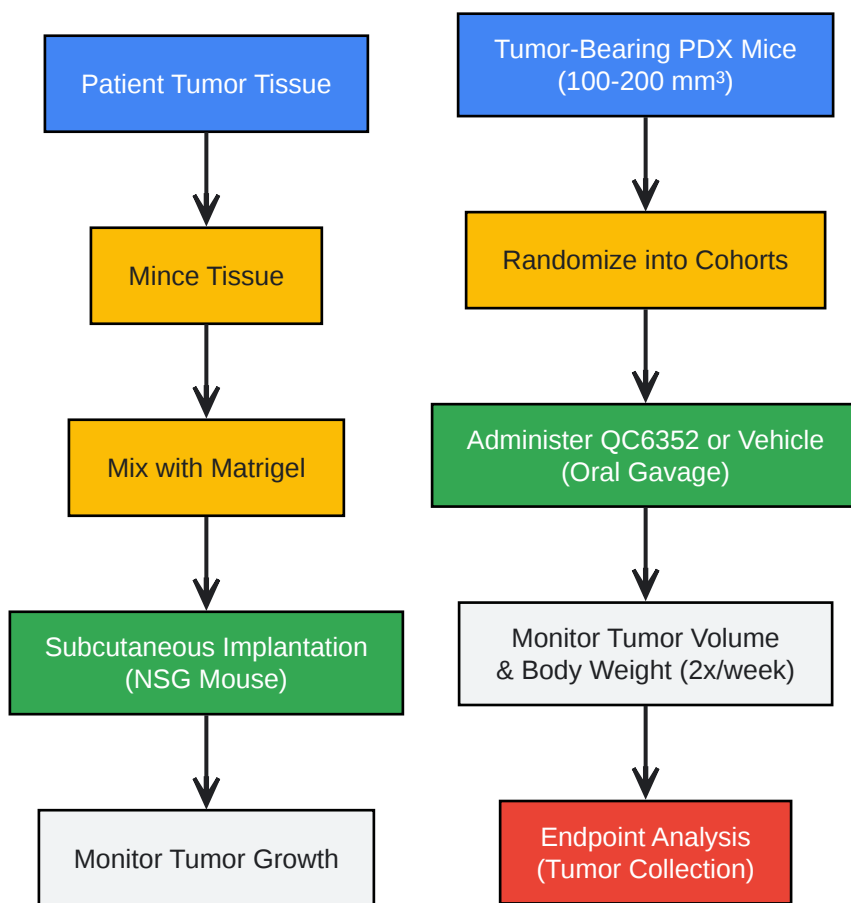 Patient Tumor Tissue
Mince Tissue
Mix with Matrigel
Subcutaneous Implantation
(NSG Mouse)
Monitor Tumor Growth
Tumor-Bearing PDX Mice
(100-200 mm³)
Randomize into Cohorts
Administer QC6352 or Vehicle
(Oral Gavage)
Monitor Tumor Volume
& Body Weight (2x/week)
Endpoint Analysis
(Tumor Collection)